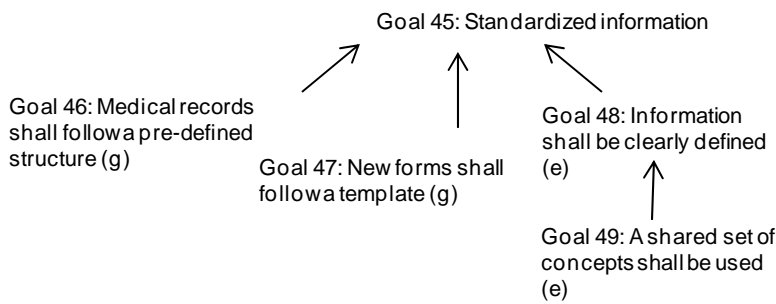 Goal 45: Standardized information
Goal 46: Medical records
shall follow a pre-defined
structure (g)
Goal 47: New forms shall
follow a template (g)
Goal 48: Information
shall be clearly defined
(e)
Goal 49: A shared set of
concepts shall be used
(e)